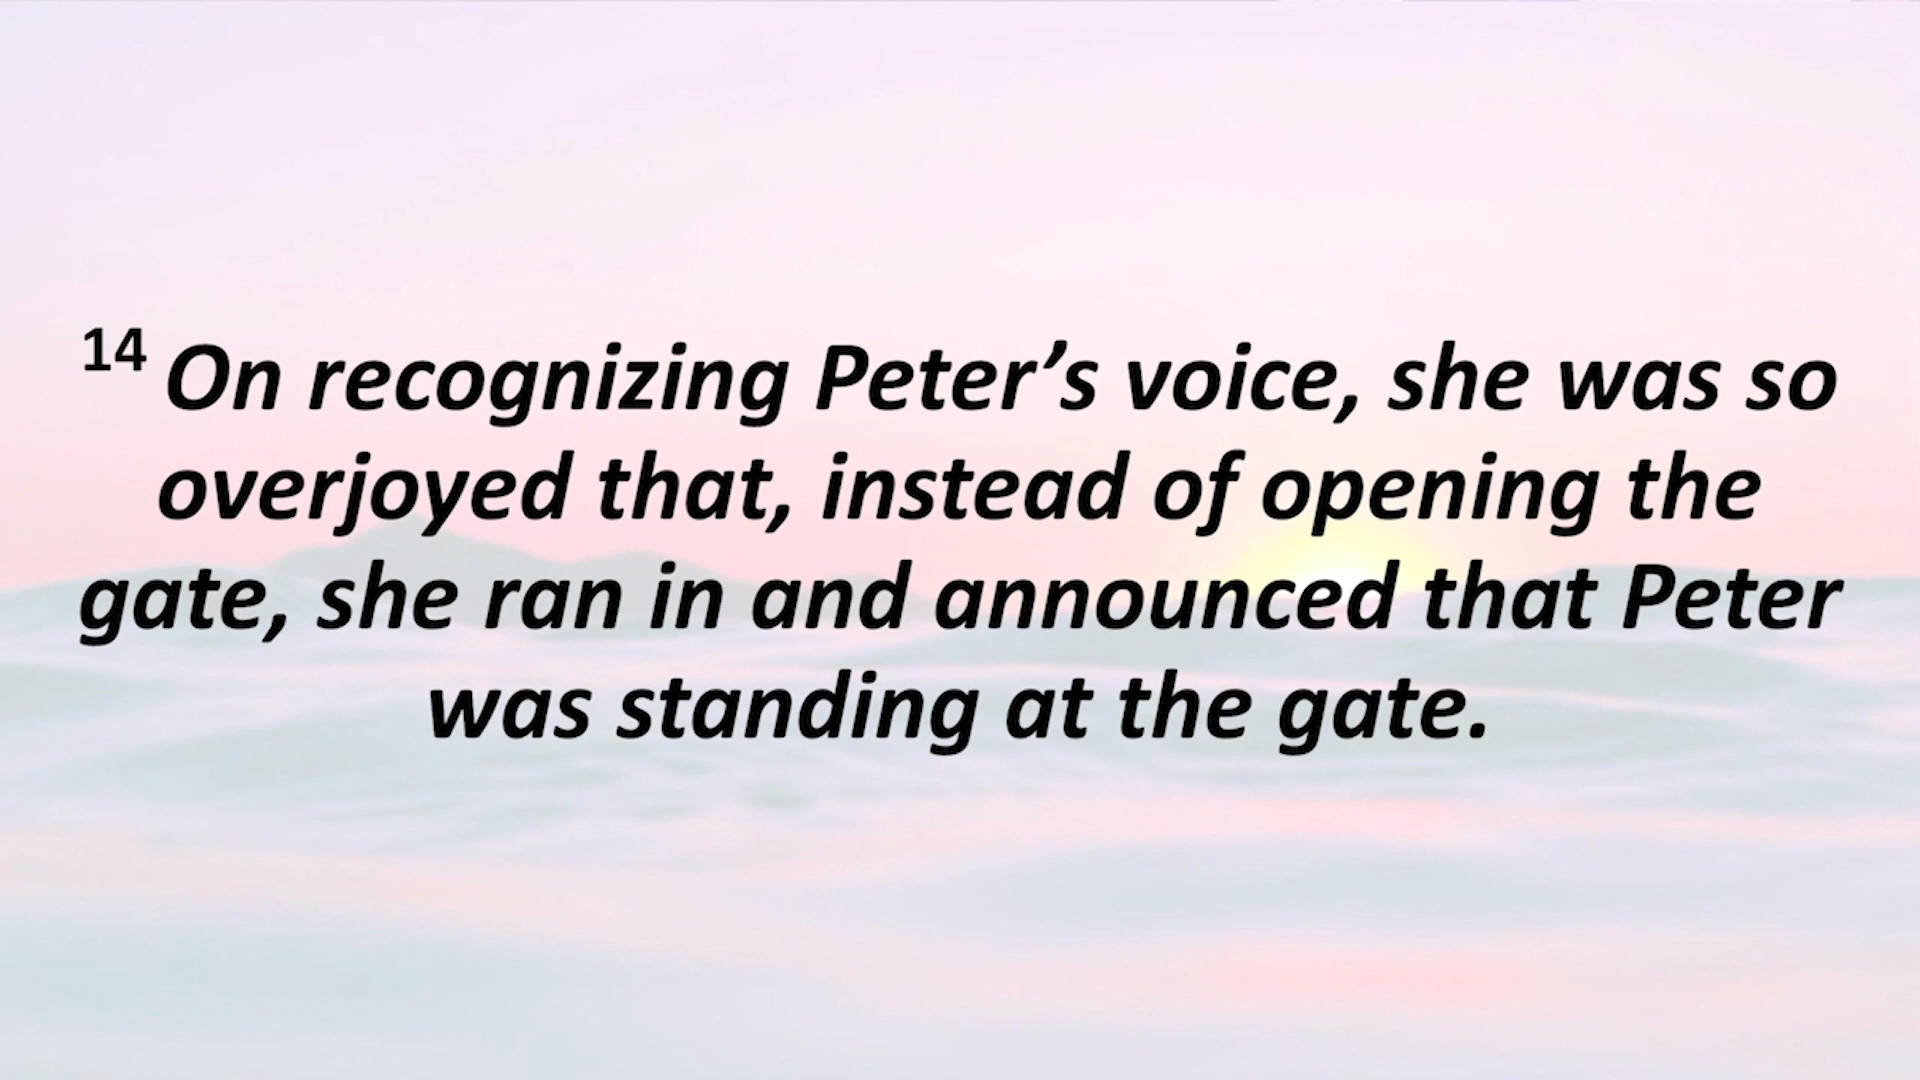 14 On recognizing Peter’s voice, she was so
overjoyed that, instead of opening the
gate, she ran in and announced that Peter
was standing at the gate.